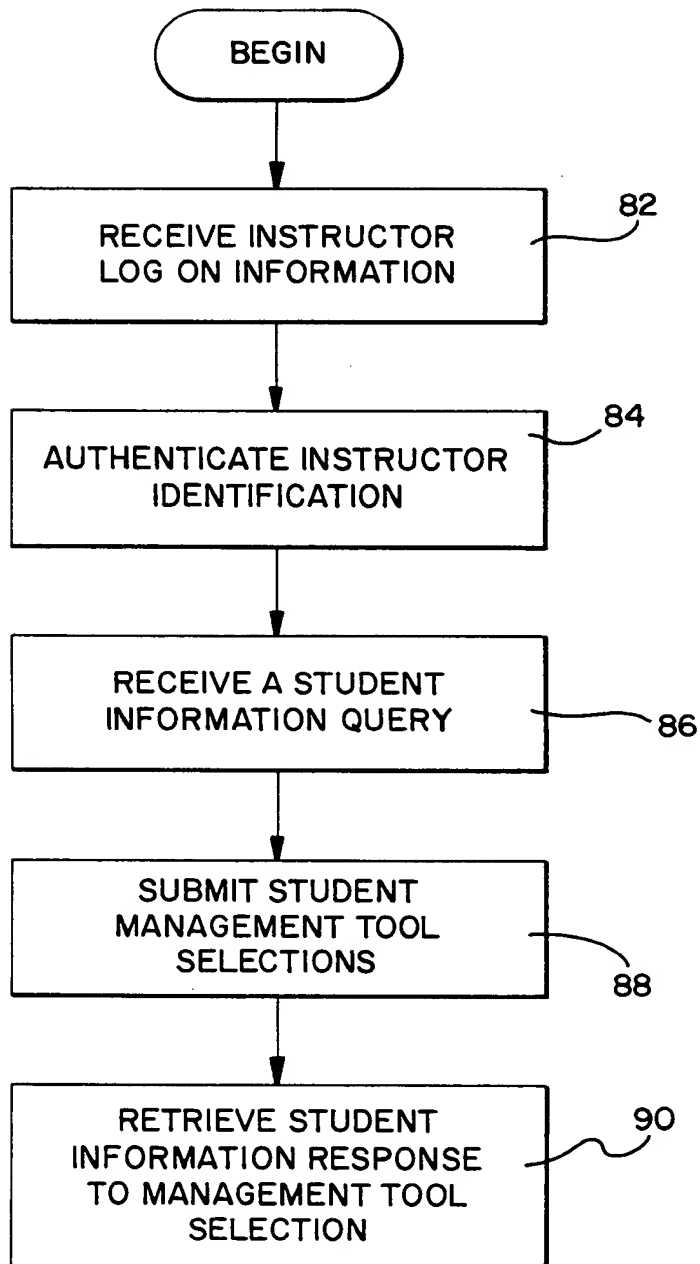 BEGIN
RECEIVE INSTRUCTOR
LOG ON INFORMATION
82
AUTHENTICATE INSTRUCTOR
IDENTIFICATION
84
RECEIVE A STUDENT
INFORMATION QUERY
86
SUBMIT STUDENT
MANAGEMENT TOOL
SELECTIONS
88
RETRIEVE STUDENT
INFORMATION RESPONSE
TO MANAGEMENT TOOL
SELECTION
90